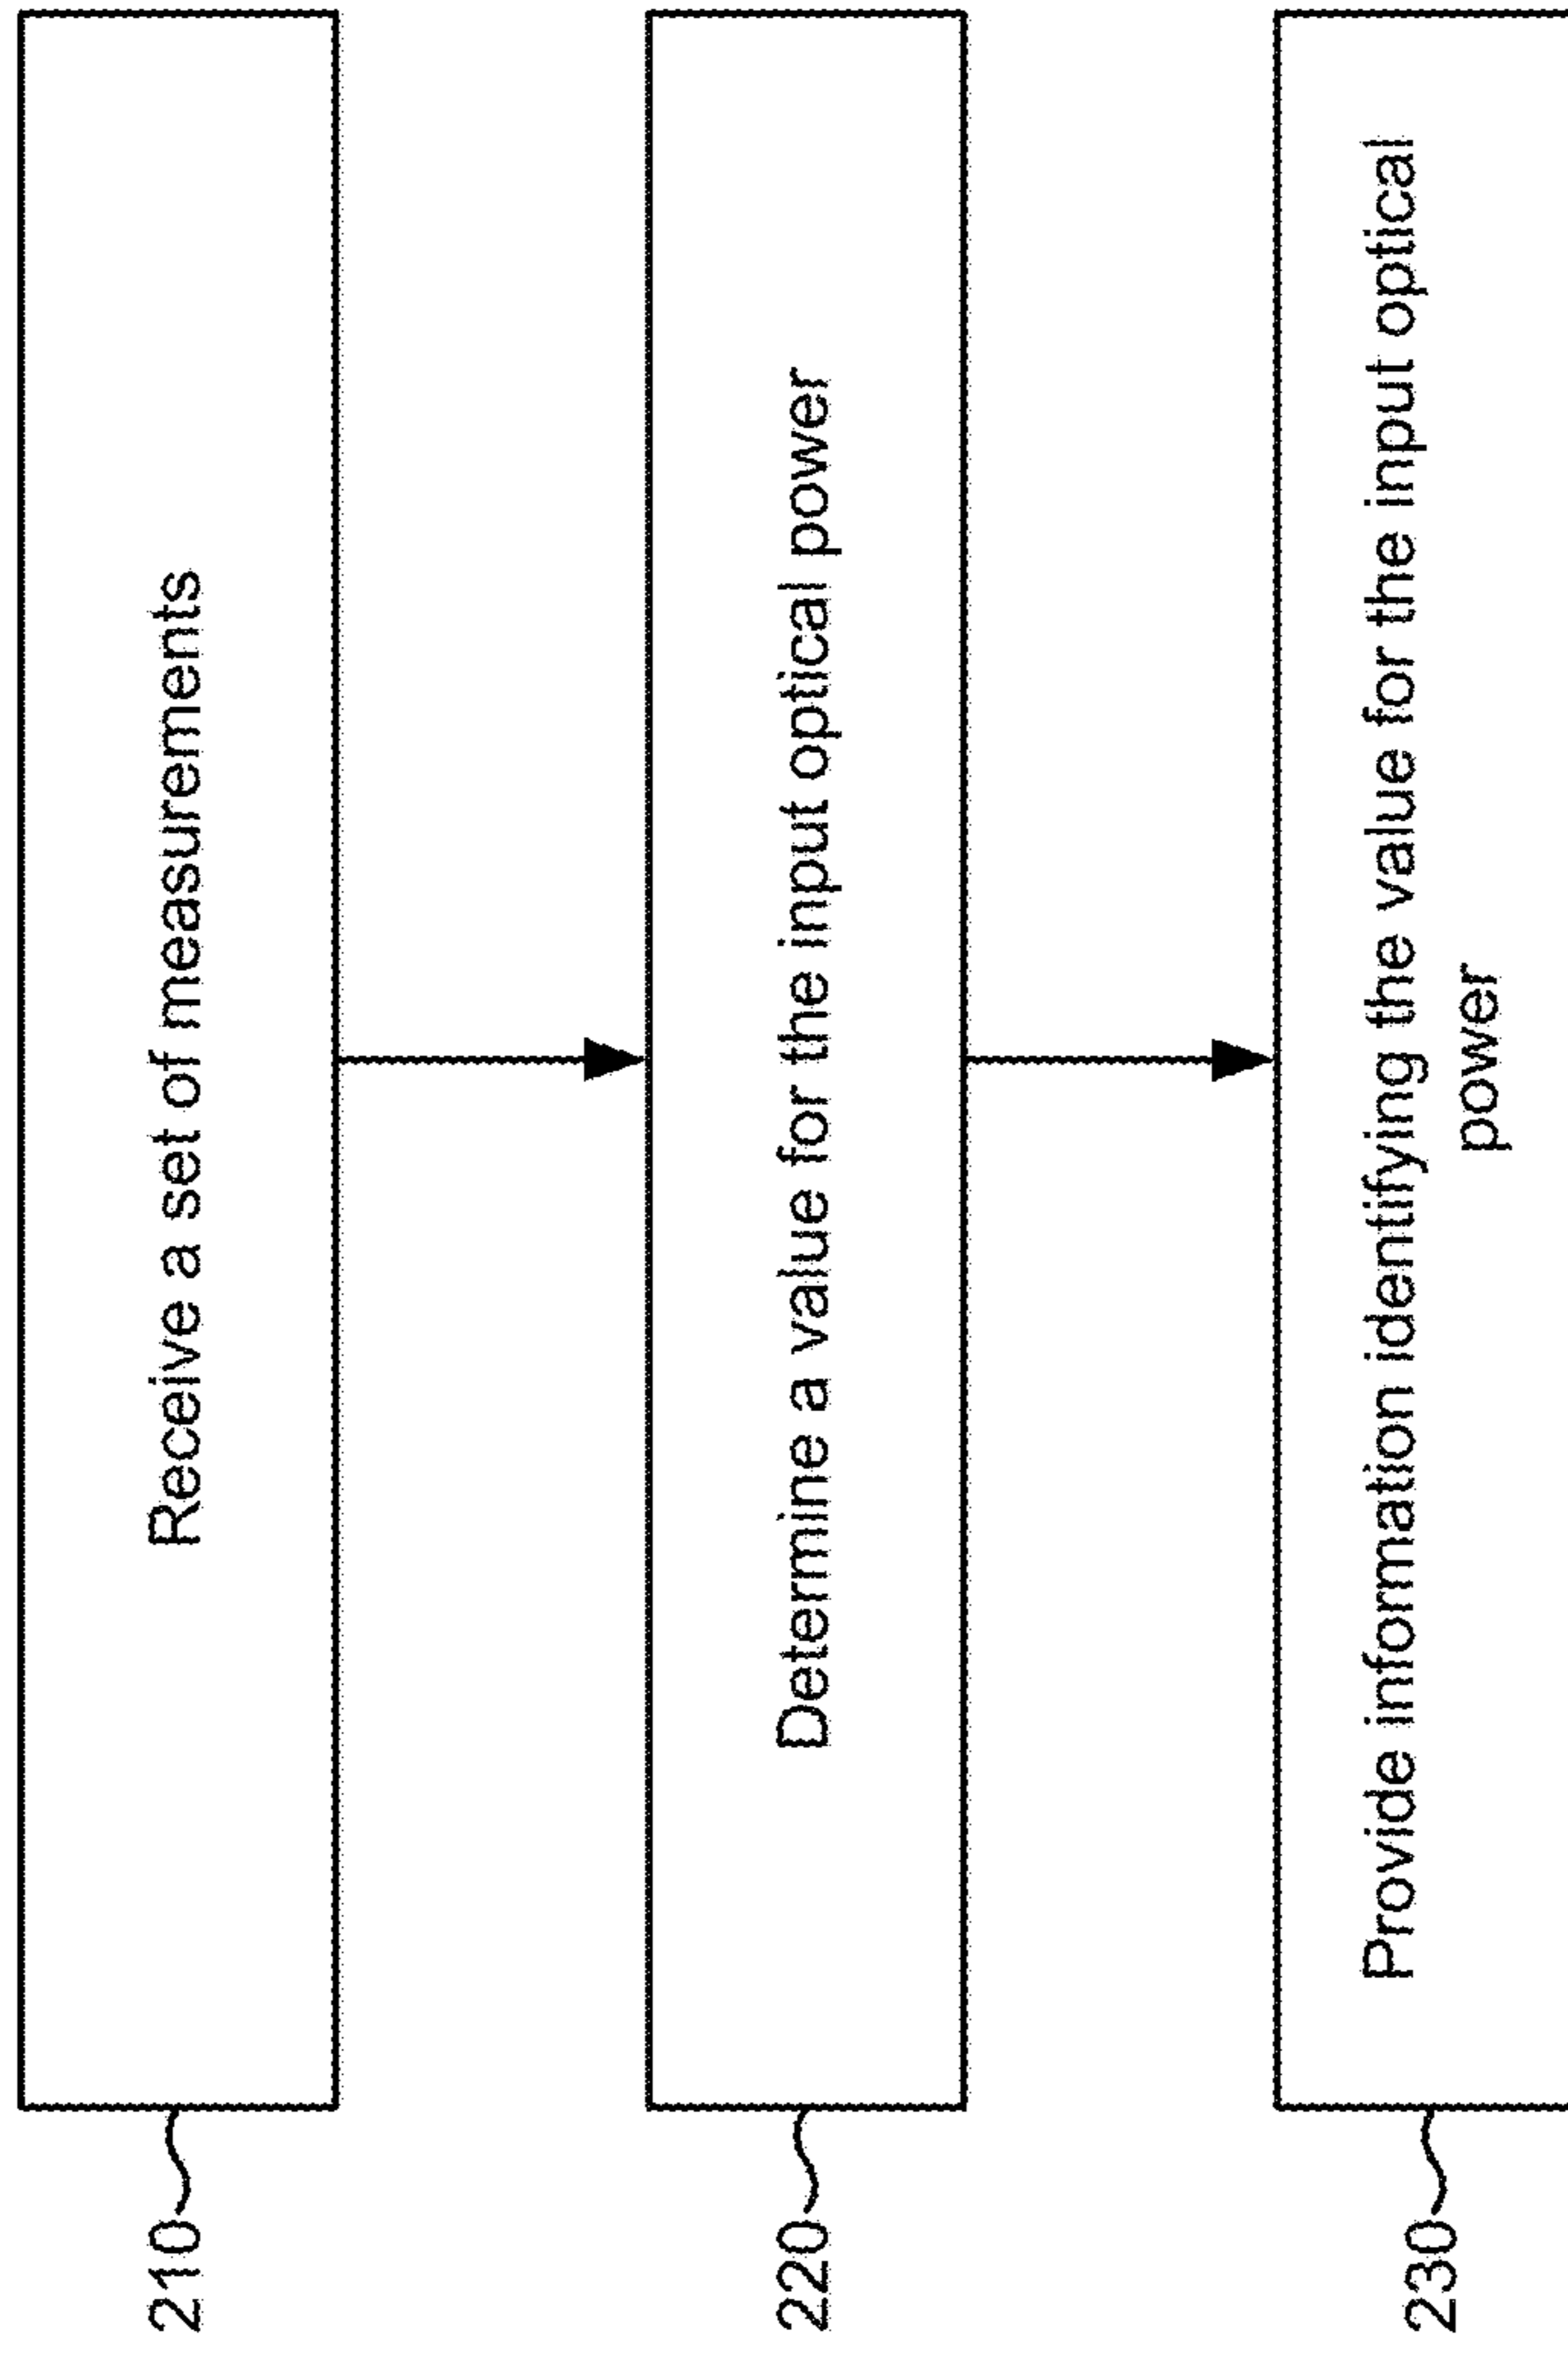 210
Receive a set of measurements
220
Determine a value for the input optical power
230
Provide information identifying the value for the input optical
power